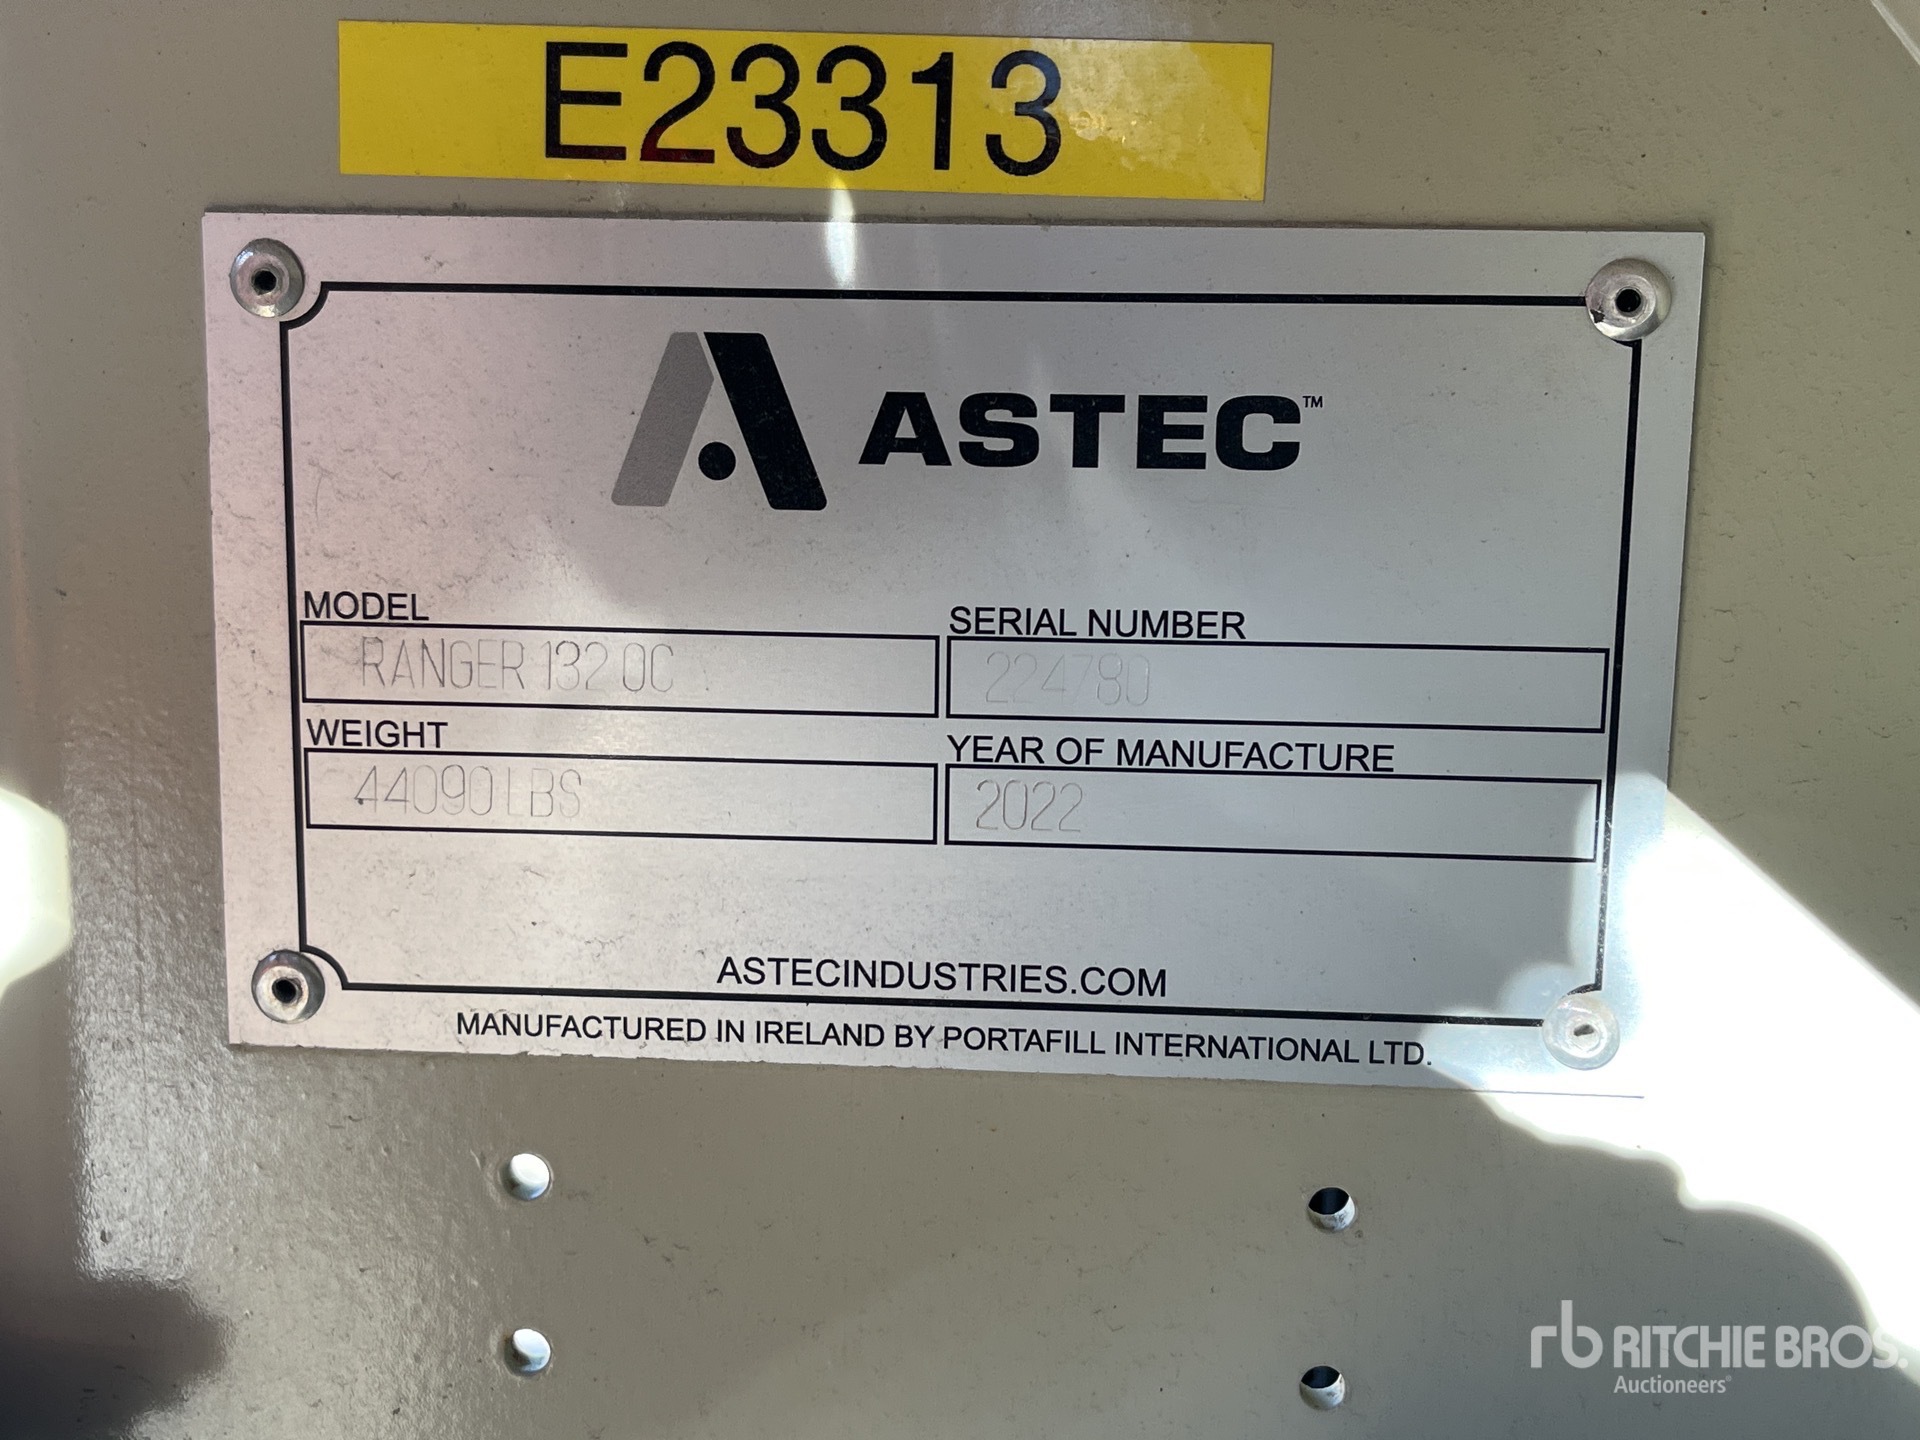 E23313
ASTEC™
MODEL
RANGER 132 OC
SERIAL NUMBER
224780
WEIGHT
44090 LBS
YEAR OF MANUFACTURE
2022
ASTECINDUSTRIES.COM
MANUFACTURED IN IRELAND BY PORTAFILL INTERNATIONAL LTD.
rb RITCHIE BROS.
Auctioneers®